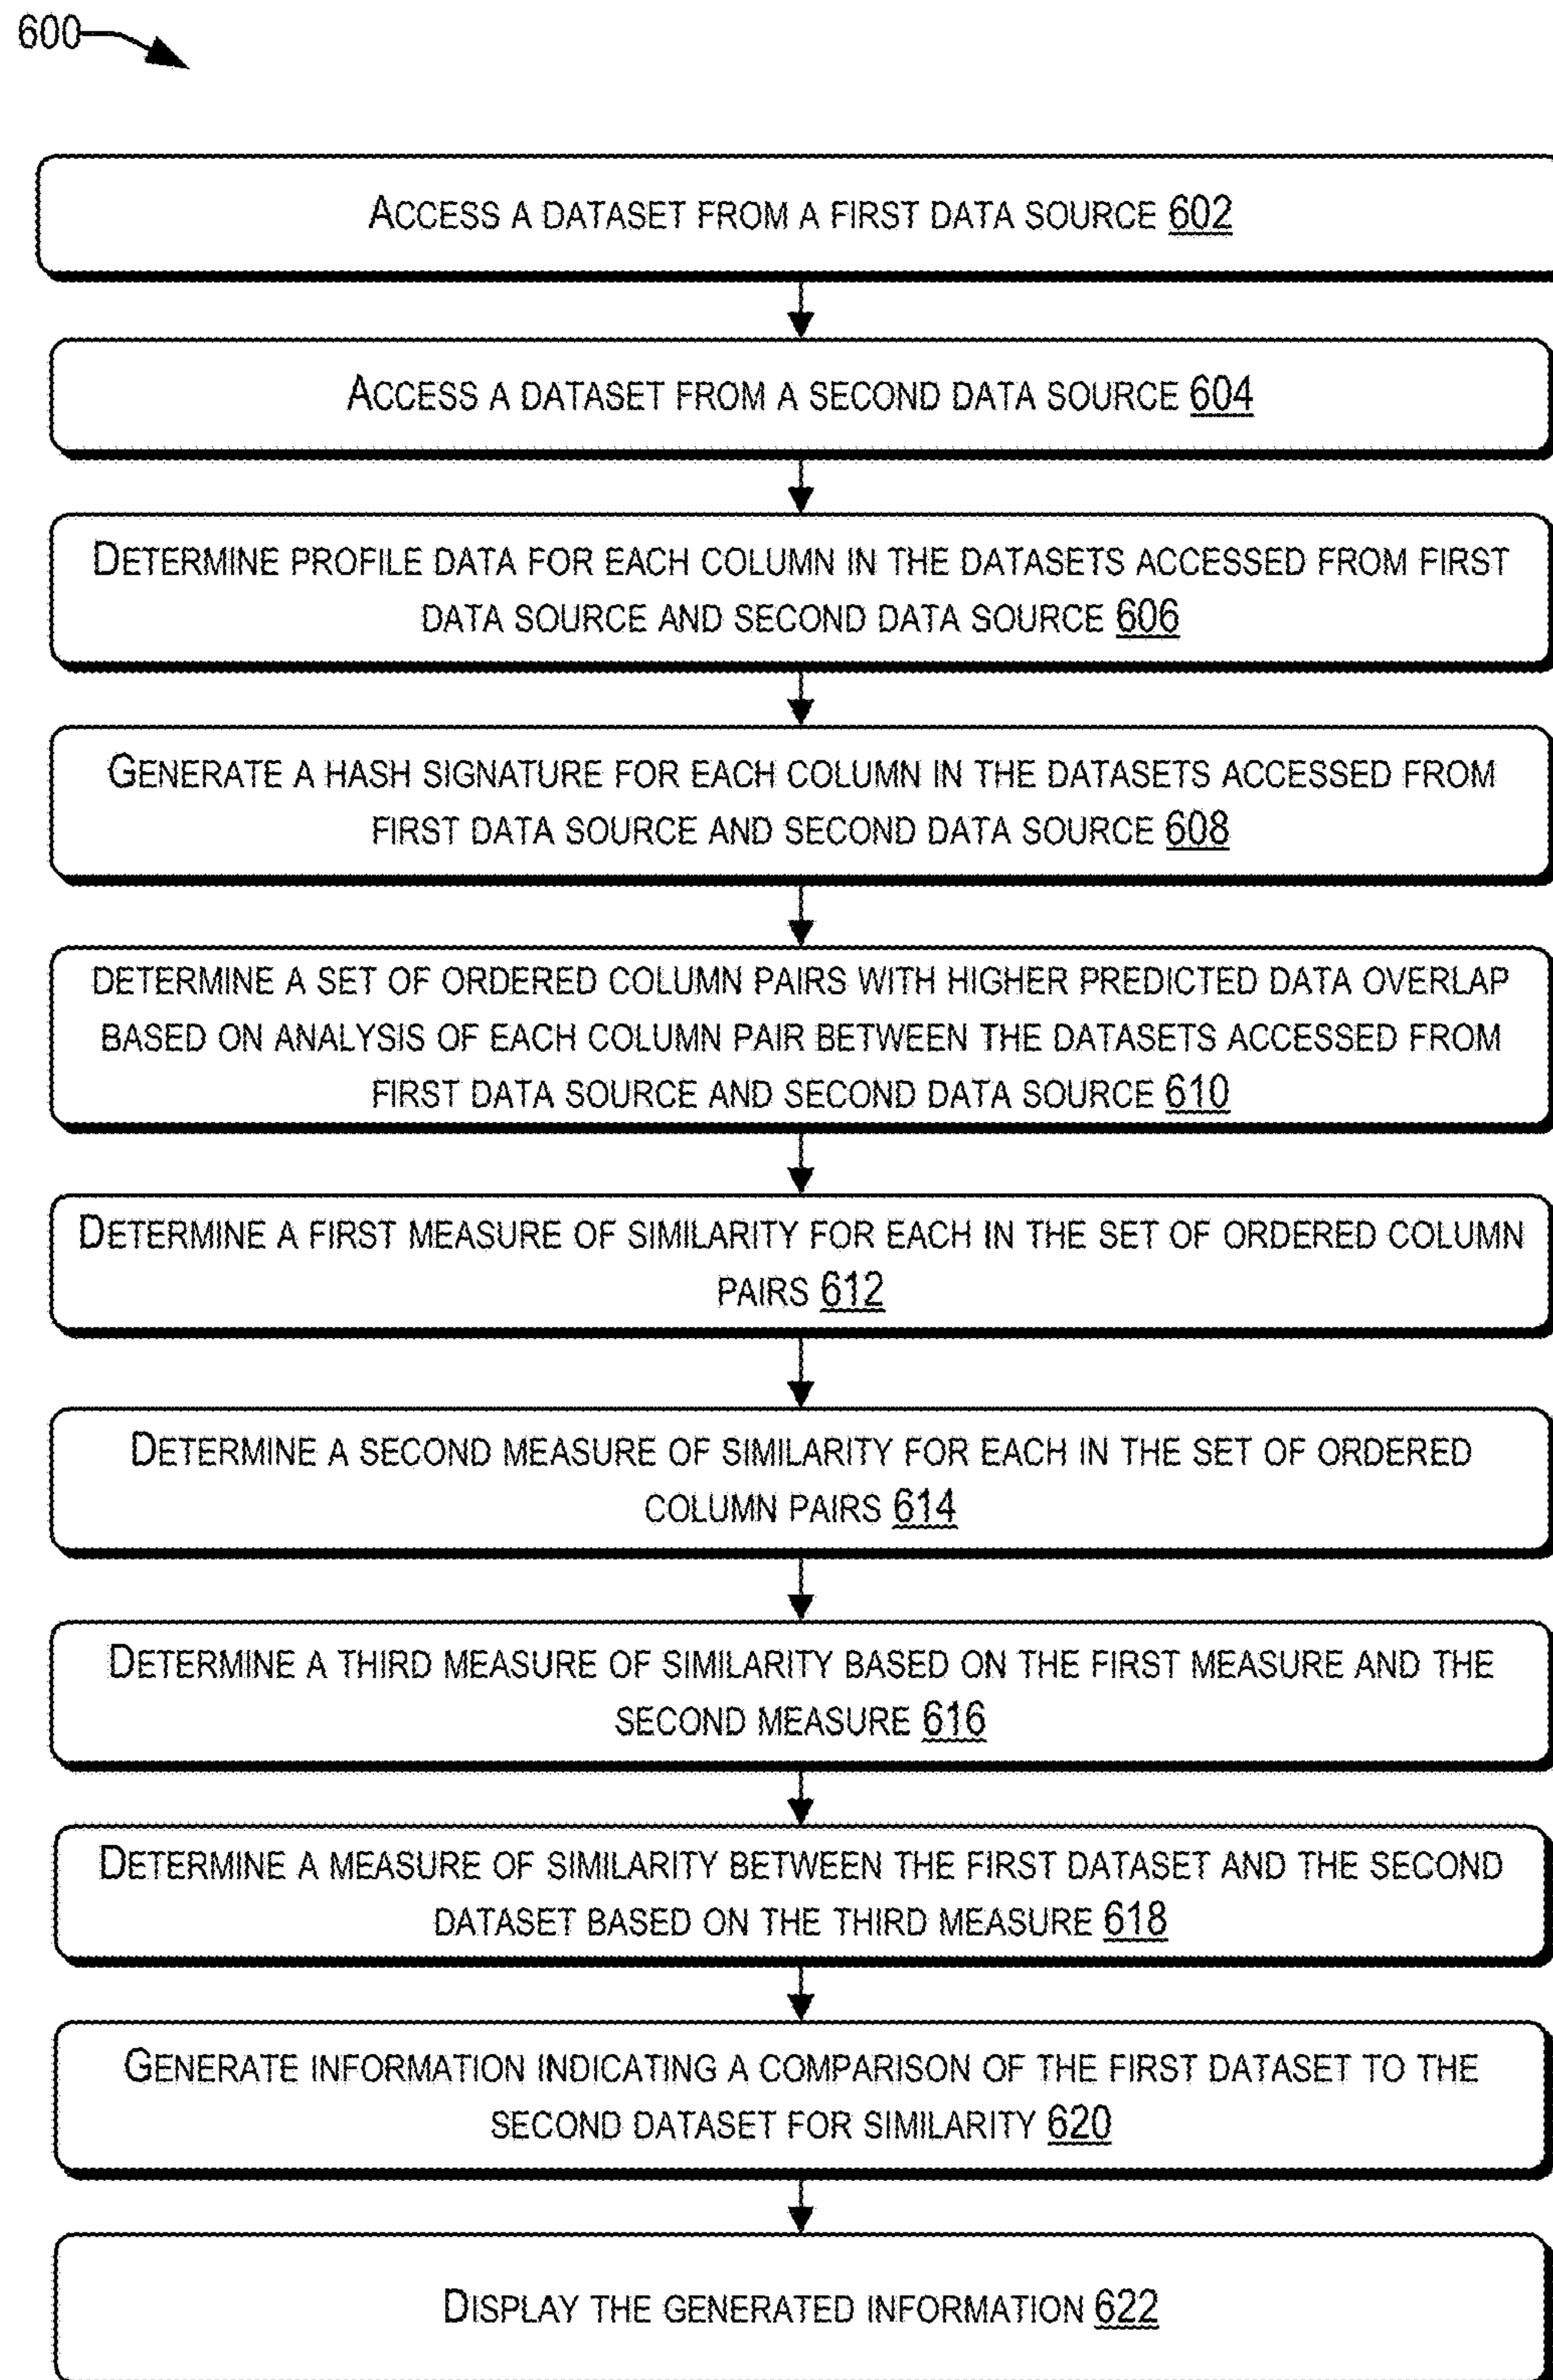 600
ACCESS A DATASET FROM A FIRST DATA SOURCE 602
ACCESS A DATASET FROM A SECOND DATA SOURCE 604
DETERMINE PROFILE DATA FOR EACH COLUMN IN THE DATASETS ACCESSED FROM FIRST
DATA SOURCE AND SECOND DATA SOURCE 606
GENERATE A HASH SIGNATURE FOR EACH COLUMN IN THE DATASETS ACCESSED FROM
FIRST DATA SOURCE AND SECOND DATA SOURCE 608
DETERMINE A SET OF ORDERED COLUMN PAIRS WITH HIGHER PREDICTED DATA OVERLAP
BASED ON ANALYSIS OF EACH COLUMN PAIR BETWEEN THE DATASETS ACCESSED FROM
FIRST DATA SOURCE AND SECOND DATA SOURCE 610
DETERMINE A FIRST MEASURE OF SIMILARITY FOR EACH IN THE SET OF ORDERED COLUMN
PAIRS 612
DETERMINE A SECOND MEASURE OF SIMILARITY FOR EACH IN THE SET OF ORDERED
COLUMN PAIRS 614
DETERMINE A THIRD MEASURE OF SIMILARITY BASED ON THE FIRST MEASURE AND THE
SECOND MEASURE 616
DETERMINE A MEASURE OF SIMILARITY BETWEEN THE FIRST DATASET AND THE SECOND
DATASET BASED ON THE THIRD MEASURE 618
GENERATE INFORMATION INDICATING A COMPARISON OF THE FIRST DATASET TO THE
SECOND DATASET FOR SIMILARITY 620
DISPLAY THE GENERATED INFORMATION 622